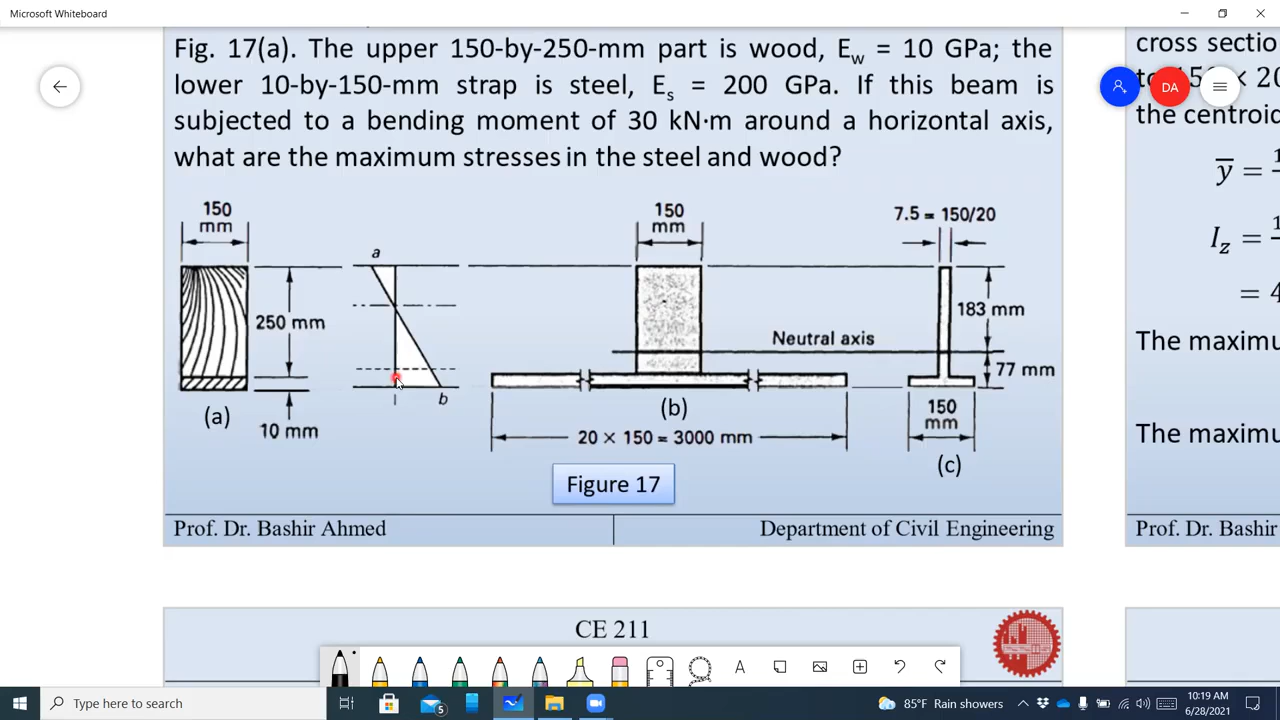 Microsoft Whiteboard
Fig. 17(a). The upper 150-by-250-mm part is wood, Ew = 10 GPa; the
lower 10-by-150-mm strap is steel, Es = 200 GPa. If this beam is
subjected to a bending moment of 30 kN·m around a horizontal axis,
what are the maximum stresses in the steel and wood?
150
mm
250 mm
10 mm
(a)
a
b
150
mm
Neutral axis
(b)
20 × 150 = 3000 mm
7.5 = 150/20
183 mm
77 mm
150
mm
(c)
Figure 17
Prof. Dr. Bashir Ahmed
Department of Civil Engineering
cross sectio
the centroid
y̅ =
Iz =
= 4
The maximu
The maximu
Prof. Dr. Bashir
DA
CE 211
A
Type here to search
5
85°F Rain showers
10:19 AM
6/28/2021